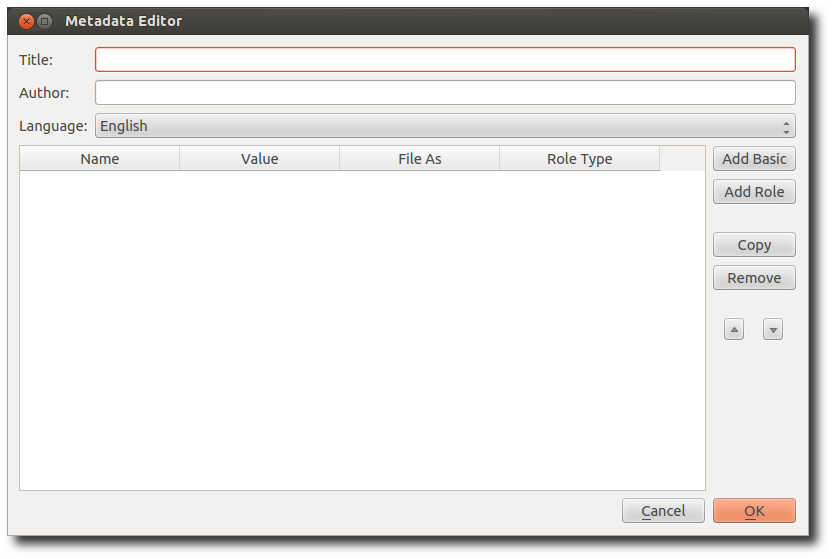 Metadata Editor
Title:
Author:
Language: English
Name Value File As Role Type
Add Basic
Add Role
Copy
Remove
Cancel OK